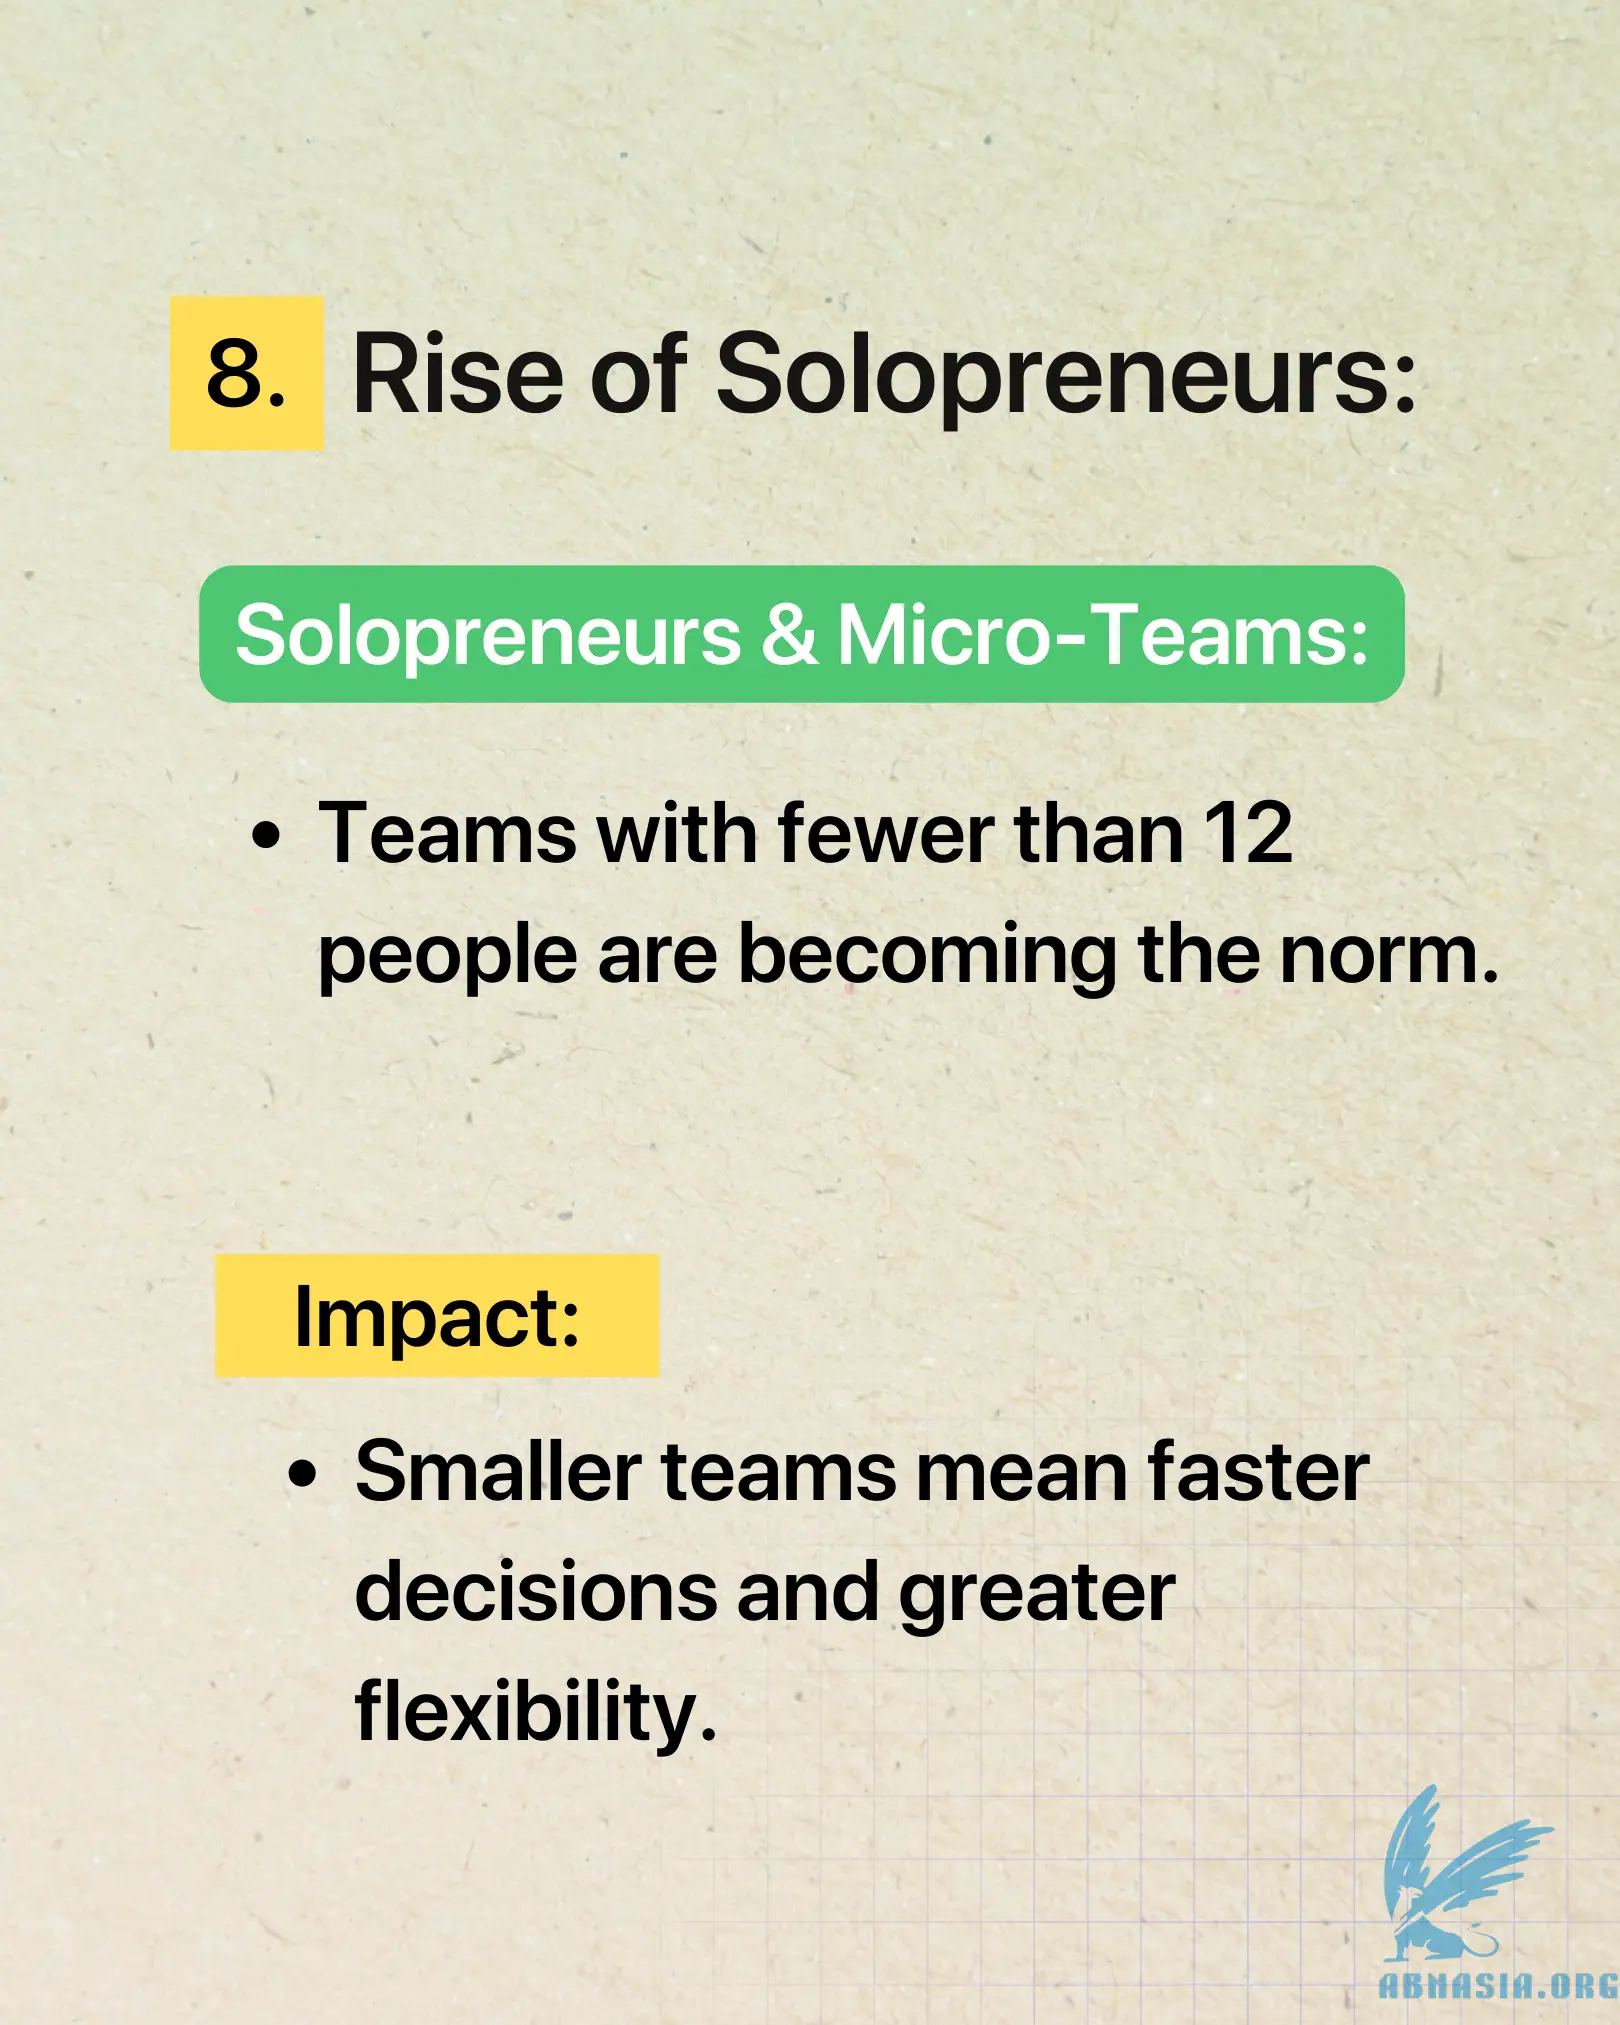 8. Rise of Solopreneurs:
Solopreneurs & Micro-Teams:
• Teams with fewer than 12
people are becoming the norm.
Impact:
• Smaller teams mean faster
decisions and greater
flexibility.
ABNASIA.ORG